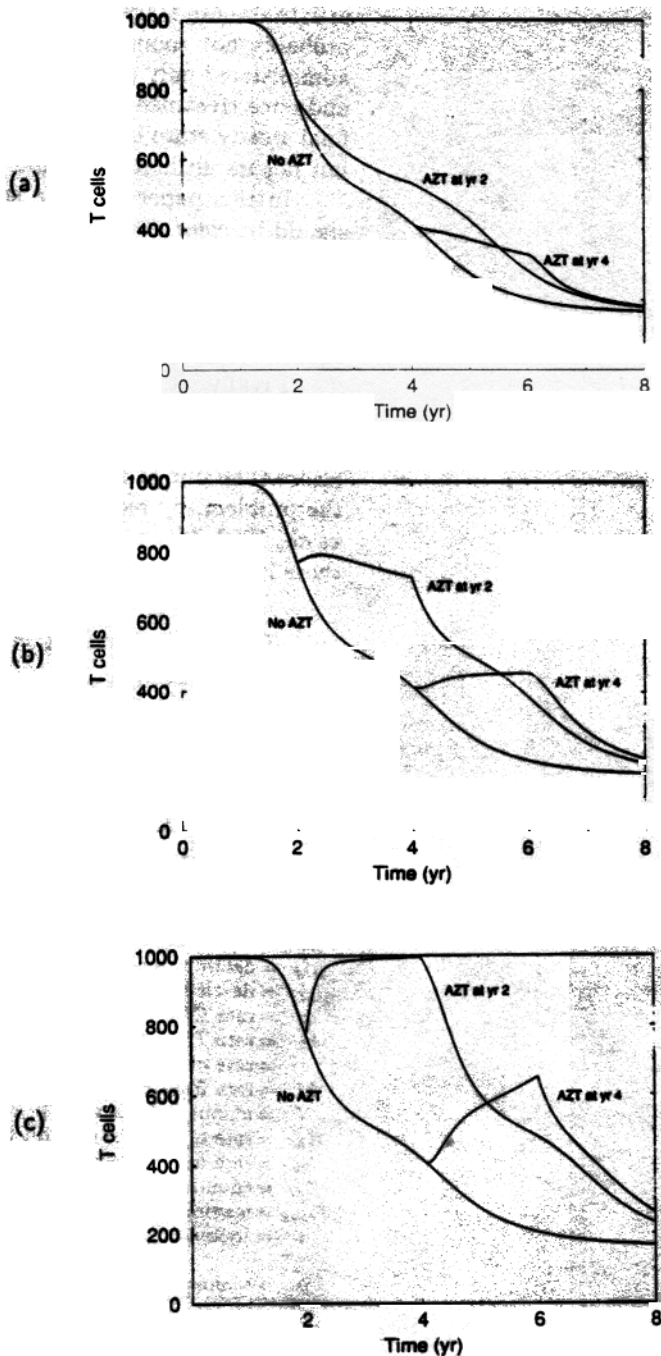 (a)
T cells
1000
800
600
400
0
No AZT
AZT at yr 2
AZT at yr 4
0 2 4 6 8
Time (yr)
(b)
T cells
1000
800
600
400
0
No AZT
AZT at yr 2
AZT at yr 4
0 2 4 6 8
Time (yr)
(c)
T cells
1000
800
600
400
200
0
No AZT
AZT at yr 2
AZT at yr 4
2 4 6 8
Time (yr)